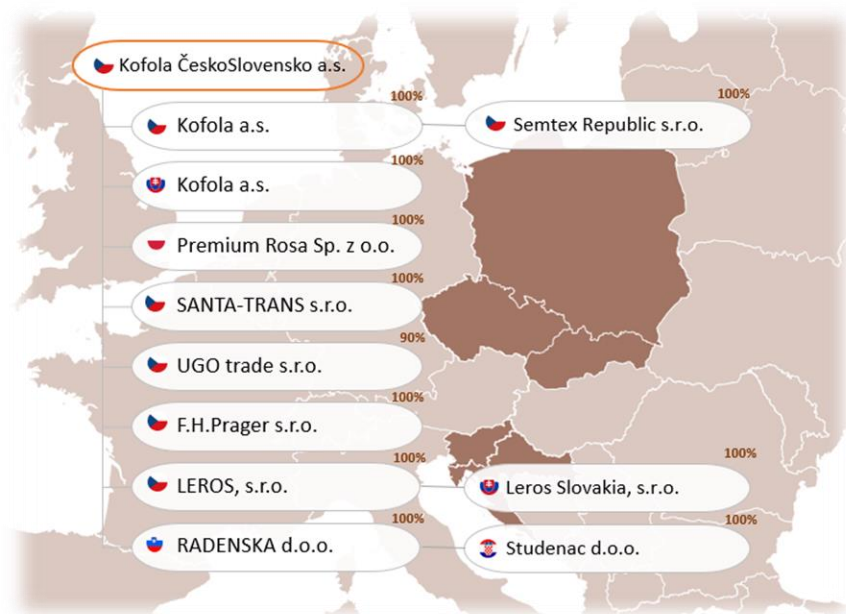 Kofola ČeskoSlovensko a.s.
100%
Kofola a.s.
100%
Semtex Republic s.r.o.
100%
Kofola a.s.
100%
Premium Rosa Sp. z o.o.
100%
SANTA-TRANS s.r.o.
90%
UGO trade s.r.o.
100%
F.H.Prager s.r.o.
100%
LEROS, s.r.o.
100%
Leros Slovakia, s.r.o.
100%
RADENSKA d.o.o.
100%
Studenac d.o.o.